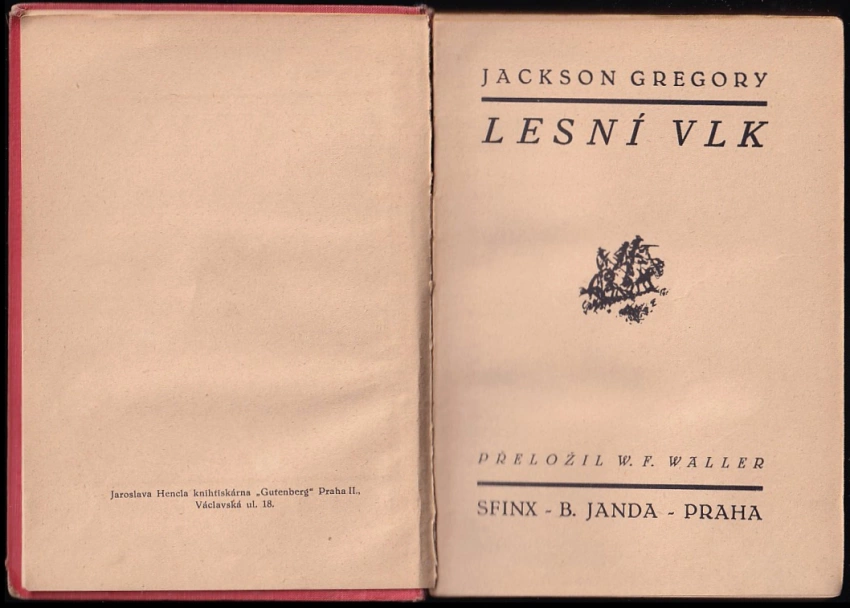 Jaroslava Hencla knihtiskárna „Gutenberg" Praha II.,
Václavská ul. 18.
JACKSON GREGORY
LESNÍ VLK
PŘELOŽIL W. F. WALLER
SFINX - B. JANDA - PRAHA